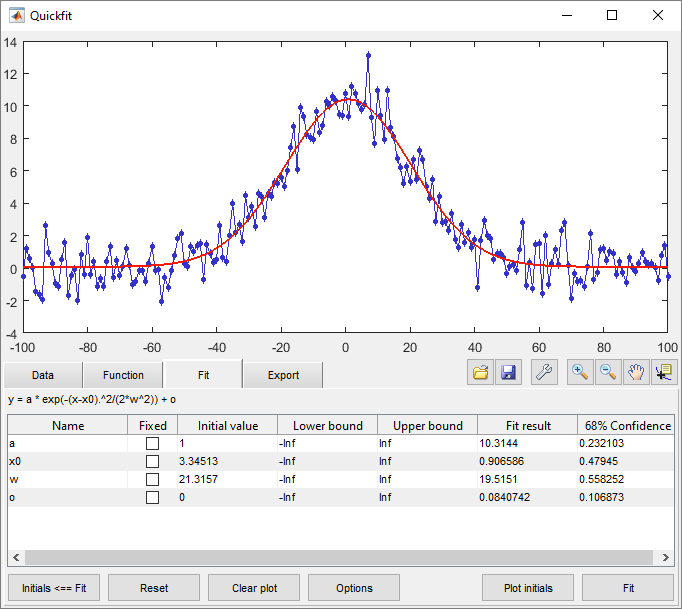 Quickfit
14
12
10
8
6
4
2
0
-2
-4
-100 -80 -60 -40 -20 0 20 40 60 80 100
Data Function Fit Export
y = a * exp(-(x-x0).^2/(2*w^2)) + o
Name Fixed Initial value Lower bound Upper bound Fit result 68% Confidence
a 1 -Inf Inf 10.3144 0.232103
x0 3.34513 -Inf Inf 0.906586 0.47945
w 21.3157 -Inf Inf 19.5151 0.558252
o 0 -Inf Inf 0.0840742 0.106873
Initials <== Fit Reset Clear plot Options Plot initials Fit